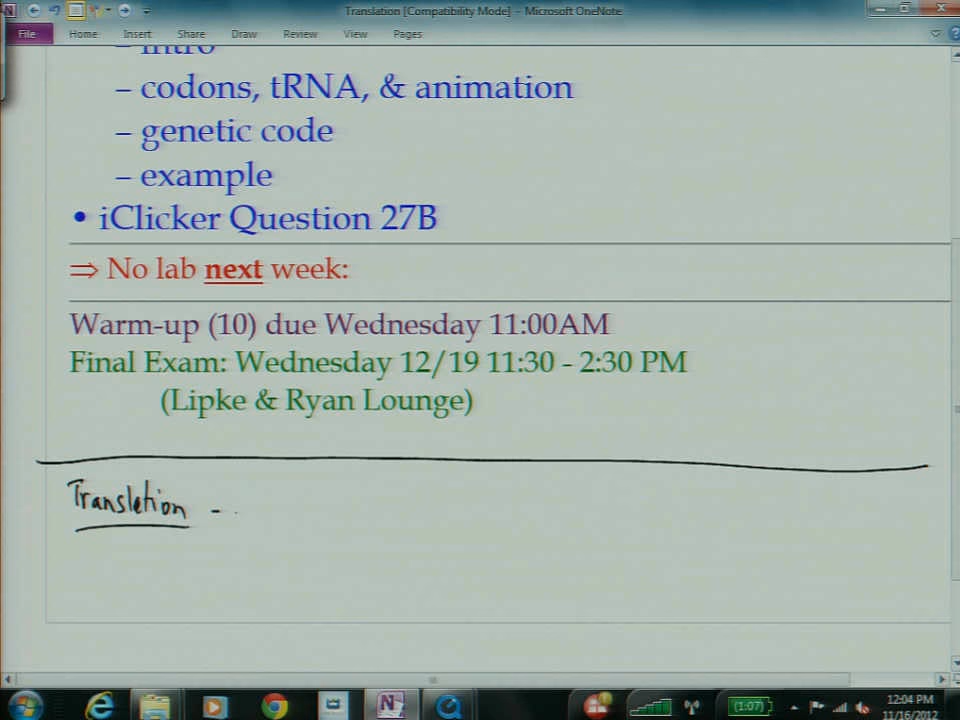 Translation [Compatibility Mode] – Microsoft OneNote
File Home Insert Share Draw Review View Pages
– intro
– codons, tRNA, & animation
– genetic code
– example
• iClicker Question 27B
⇒ No lab next week:
Warm-up (10) due Wednesday 11:00AM
Final Exam: Wednesday 12/19 11:30 - 2:30 PM
(Lipke & Ryan Lounge)
Translation -
(1:07)
12:04 PM
11/16/2012